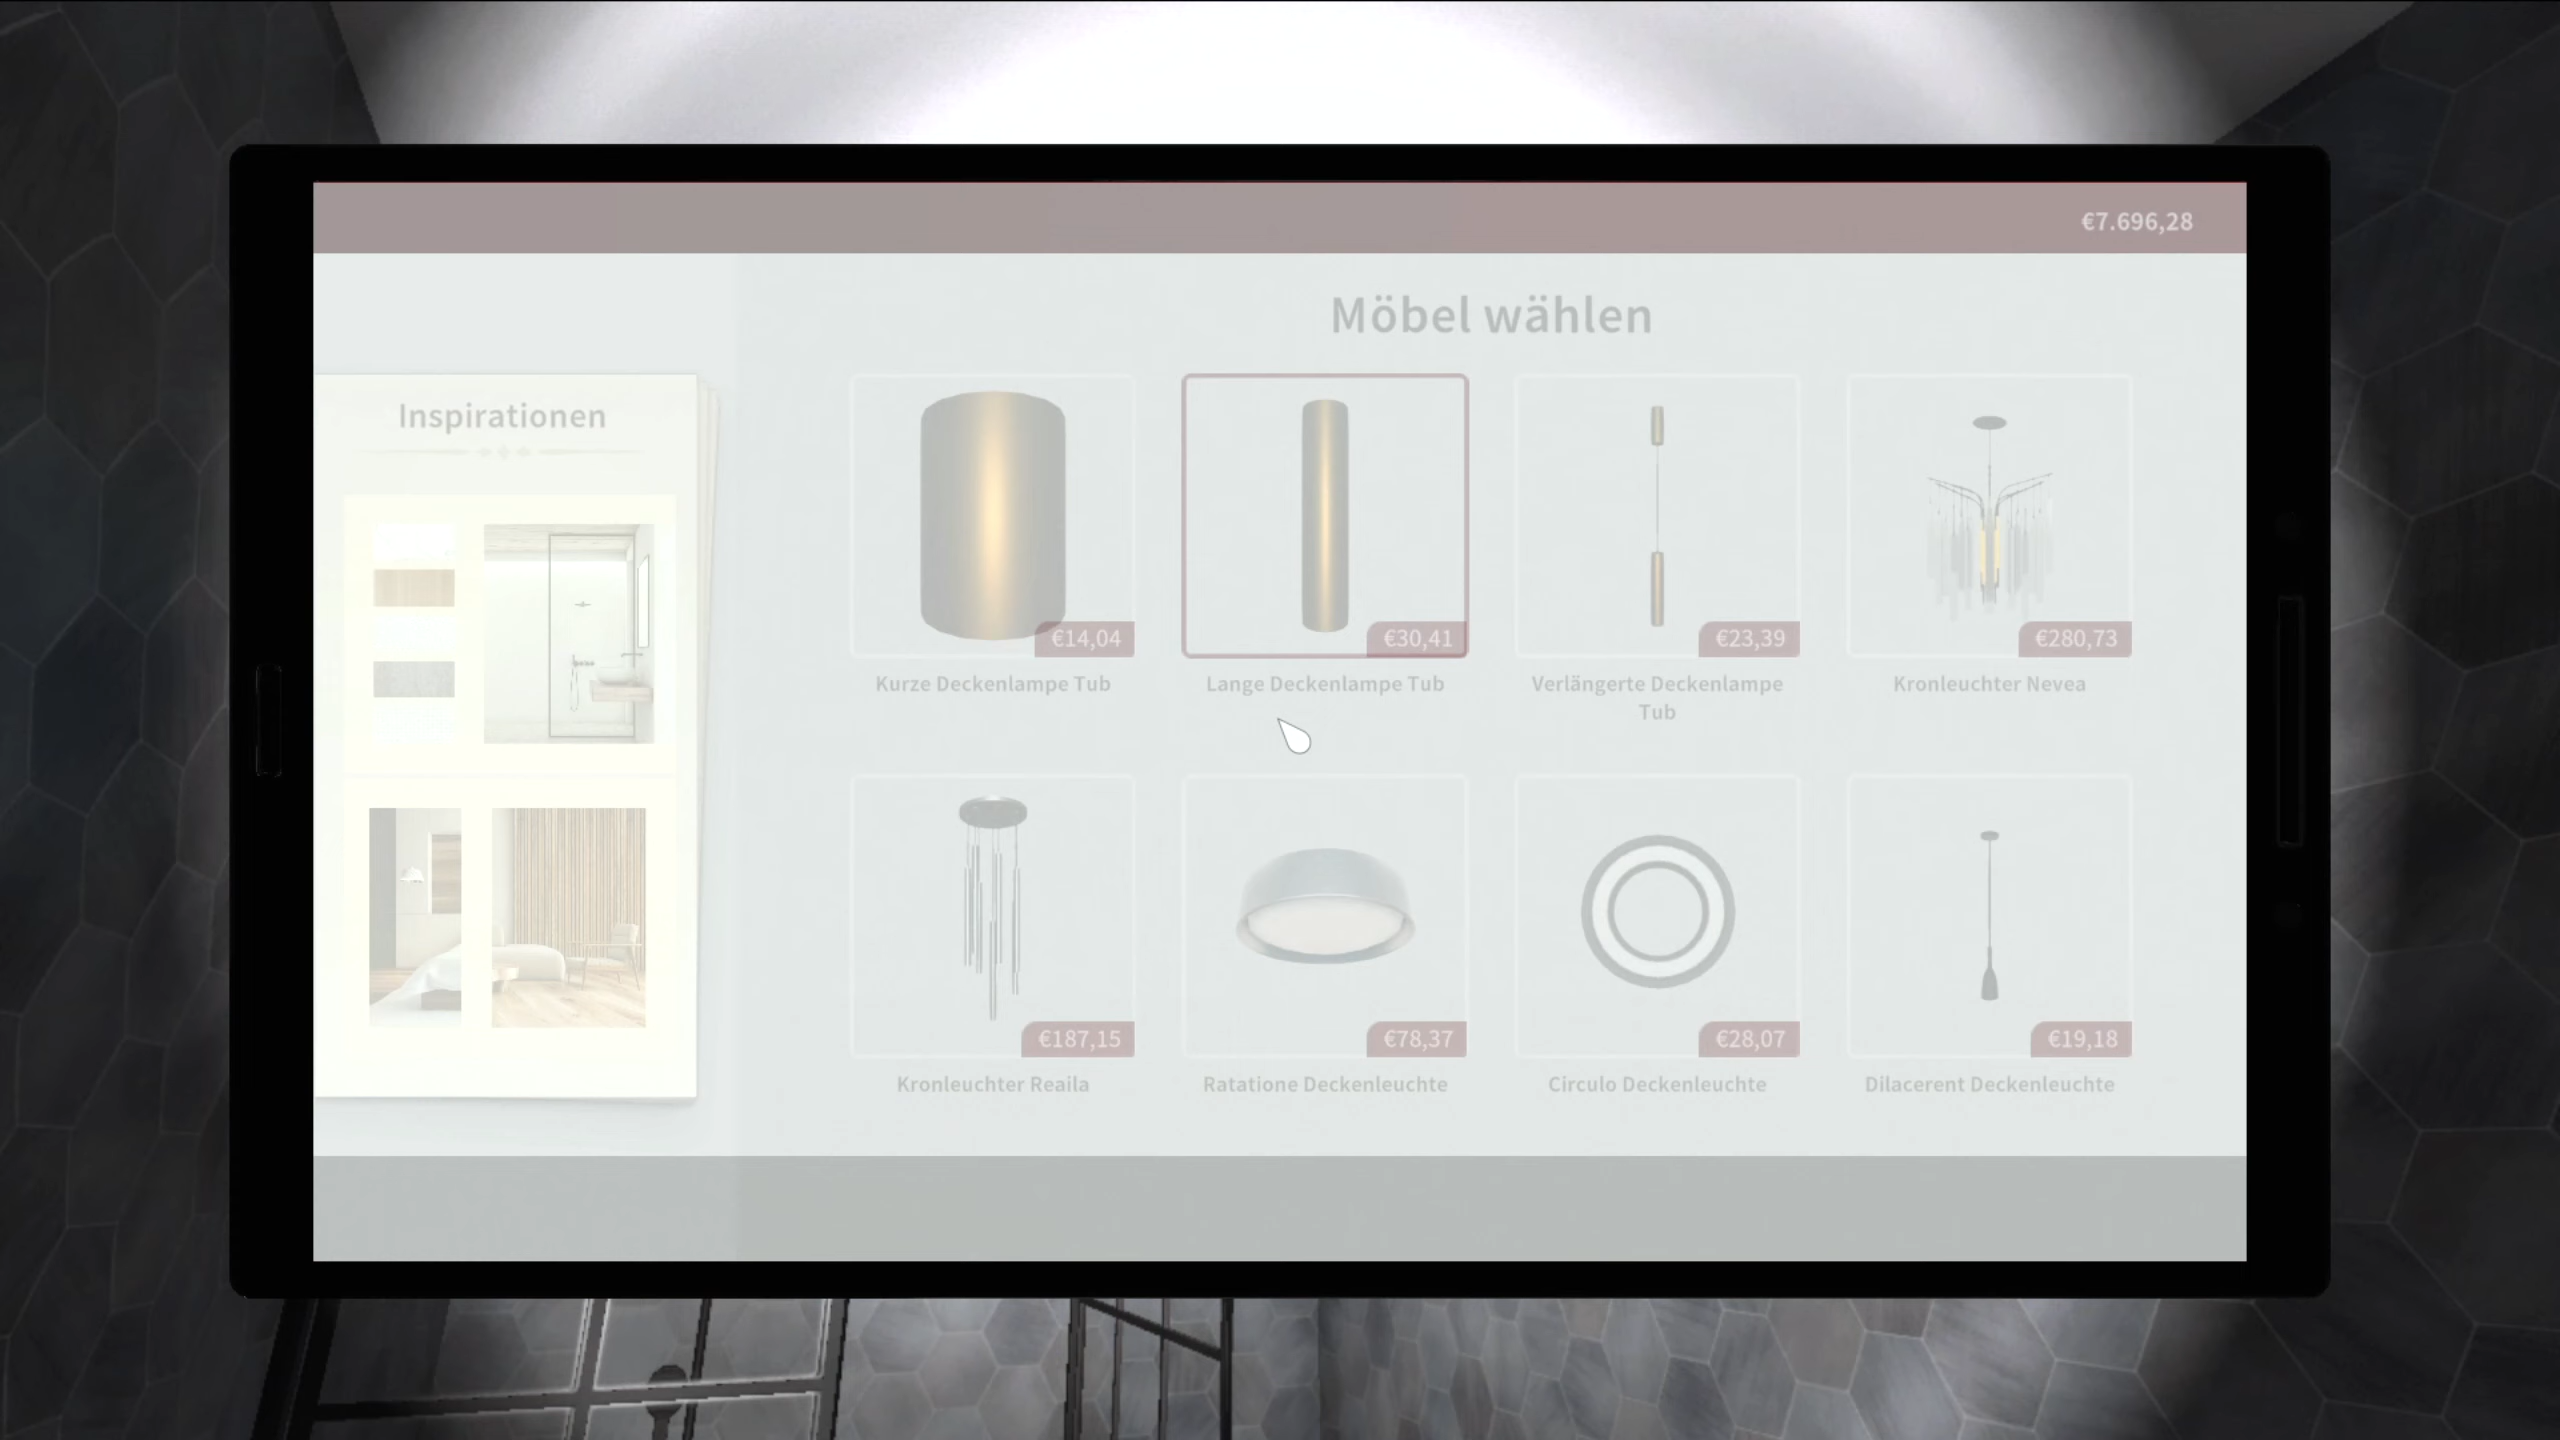 €7.696,28
Inspirationen
Möbel wählen
€14,04
€30,41
€23,39
€280,73
Kurze Deckenlampe Tub
Lange Deckenlampe Tub
Verlängerte Deckenlampe
Tub
Kronleuchter Nevea
€187,15
€78,37
€28,07
€19,18
Kronleuchter Reaila
Ratatione Deckenleuchte
Circulo Deckenleuchte
Dilacerent Deckenleuchte